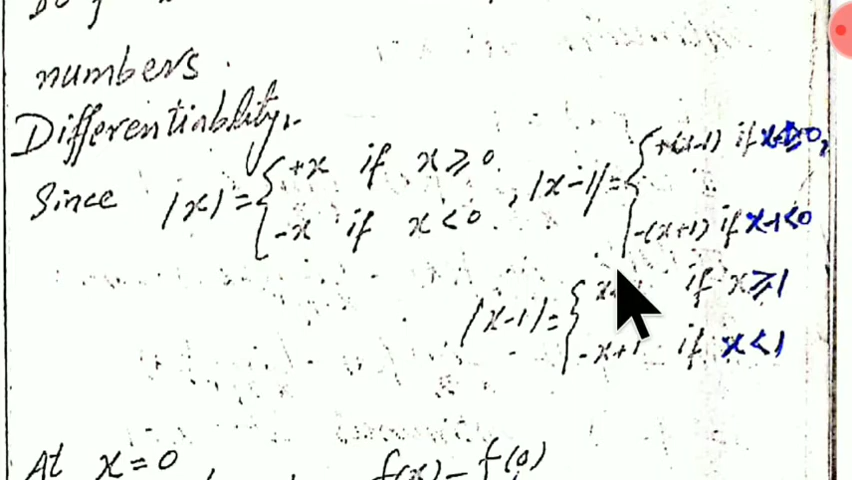 numbers.
Differentiablity,-
Since |x| = { +x if x ≥ 0, |x-1| = { +(x-1) if x-1≥0,
-x if x < 0 -(x+1) if x-1<0
|x-1| = { if x≥1
-x+1 if x<1
At x=0 f(x) - f(0)